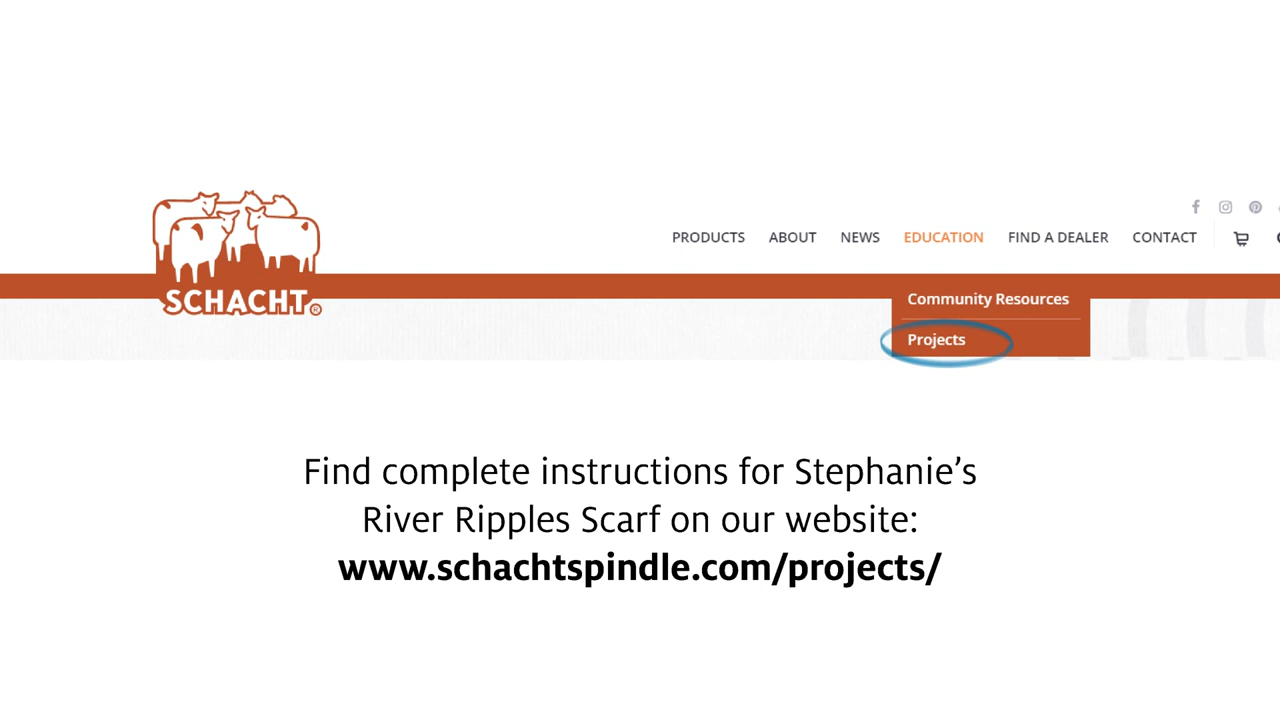 SCHACHT®
PRODUCTS ABOUT NEWS EDUCATION FIND A DEALER CONTACT
Community Resources
Projects
Find complete instructions for Stephanie’s
River Ripples Scarf on our website:
www.schachtspindle.com/projects/